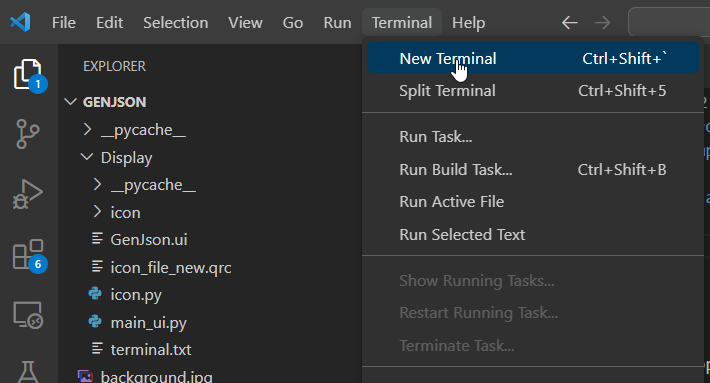 File Edit Selection View Go Run Terminal Help
EXPLORER
New Terminal Ctrl+Shift+`
Split Terminal Ctrl+Shift+5
GENJSON
__pycache__
Run Task...
Display
Run Build Task... Ctrl+Shift+B
__pycache__
Run Active File
icon
GenJson.ui
Run Selected Text
icon_file_new.qrc
Show Running Tasks...
icon.py
Restart Running Task...
main_ui.py
Terminate Task...
terminal.txt
background.jpg
1
6